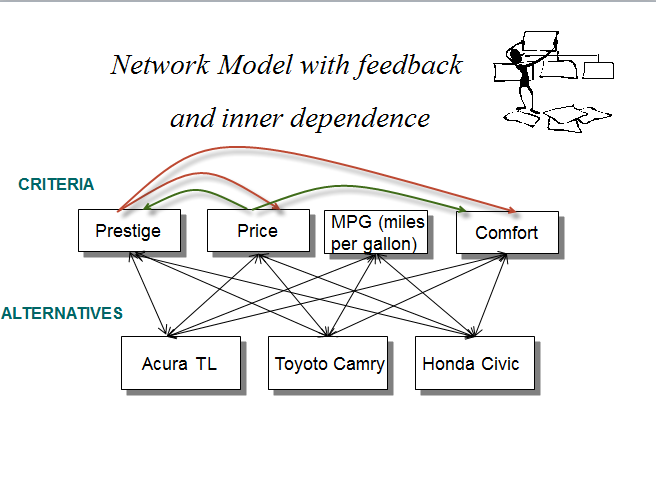 Network Model with feedback
and inner dependence
CRITERIA
Prestige
Price
MPG (miles
per gallon)
Comfort
ALTERNATIVES
Acura TL
Toyoto Camry
Honda Civic